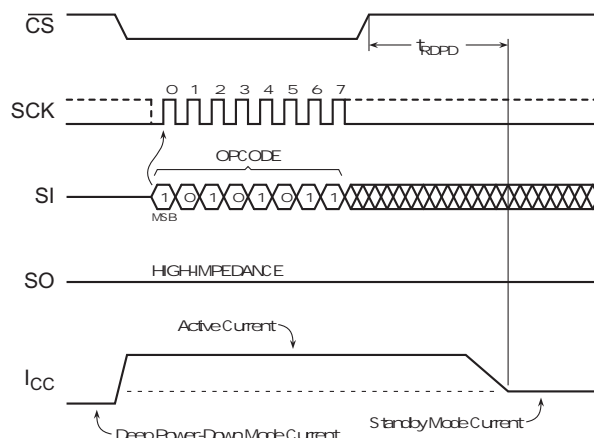 CS
tRDPD
0 1 2 3 4 5 6 7
SCK
OPCODE
SI
1 0 1 0 1 0 1 1
MSB
HIGH-IMPEDANCE
SO
Active Current
ICC
Standby Mode Current
Deep Power-Down Mode Current